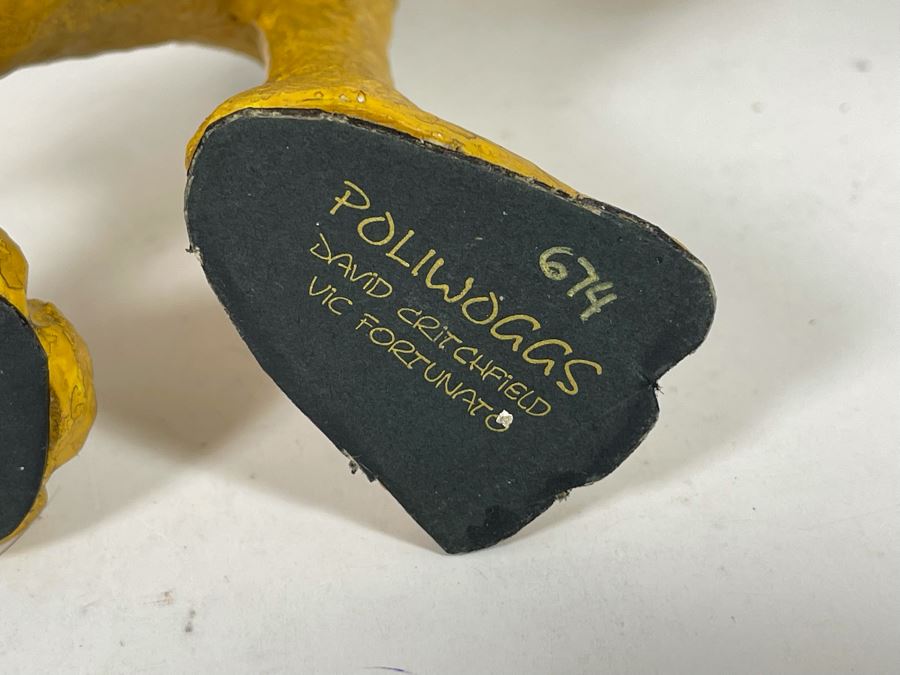 POLIWOGGS
DAVID CRITCHFIELD
VIC FORTUNATO
674